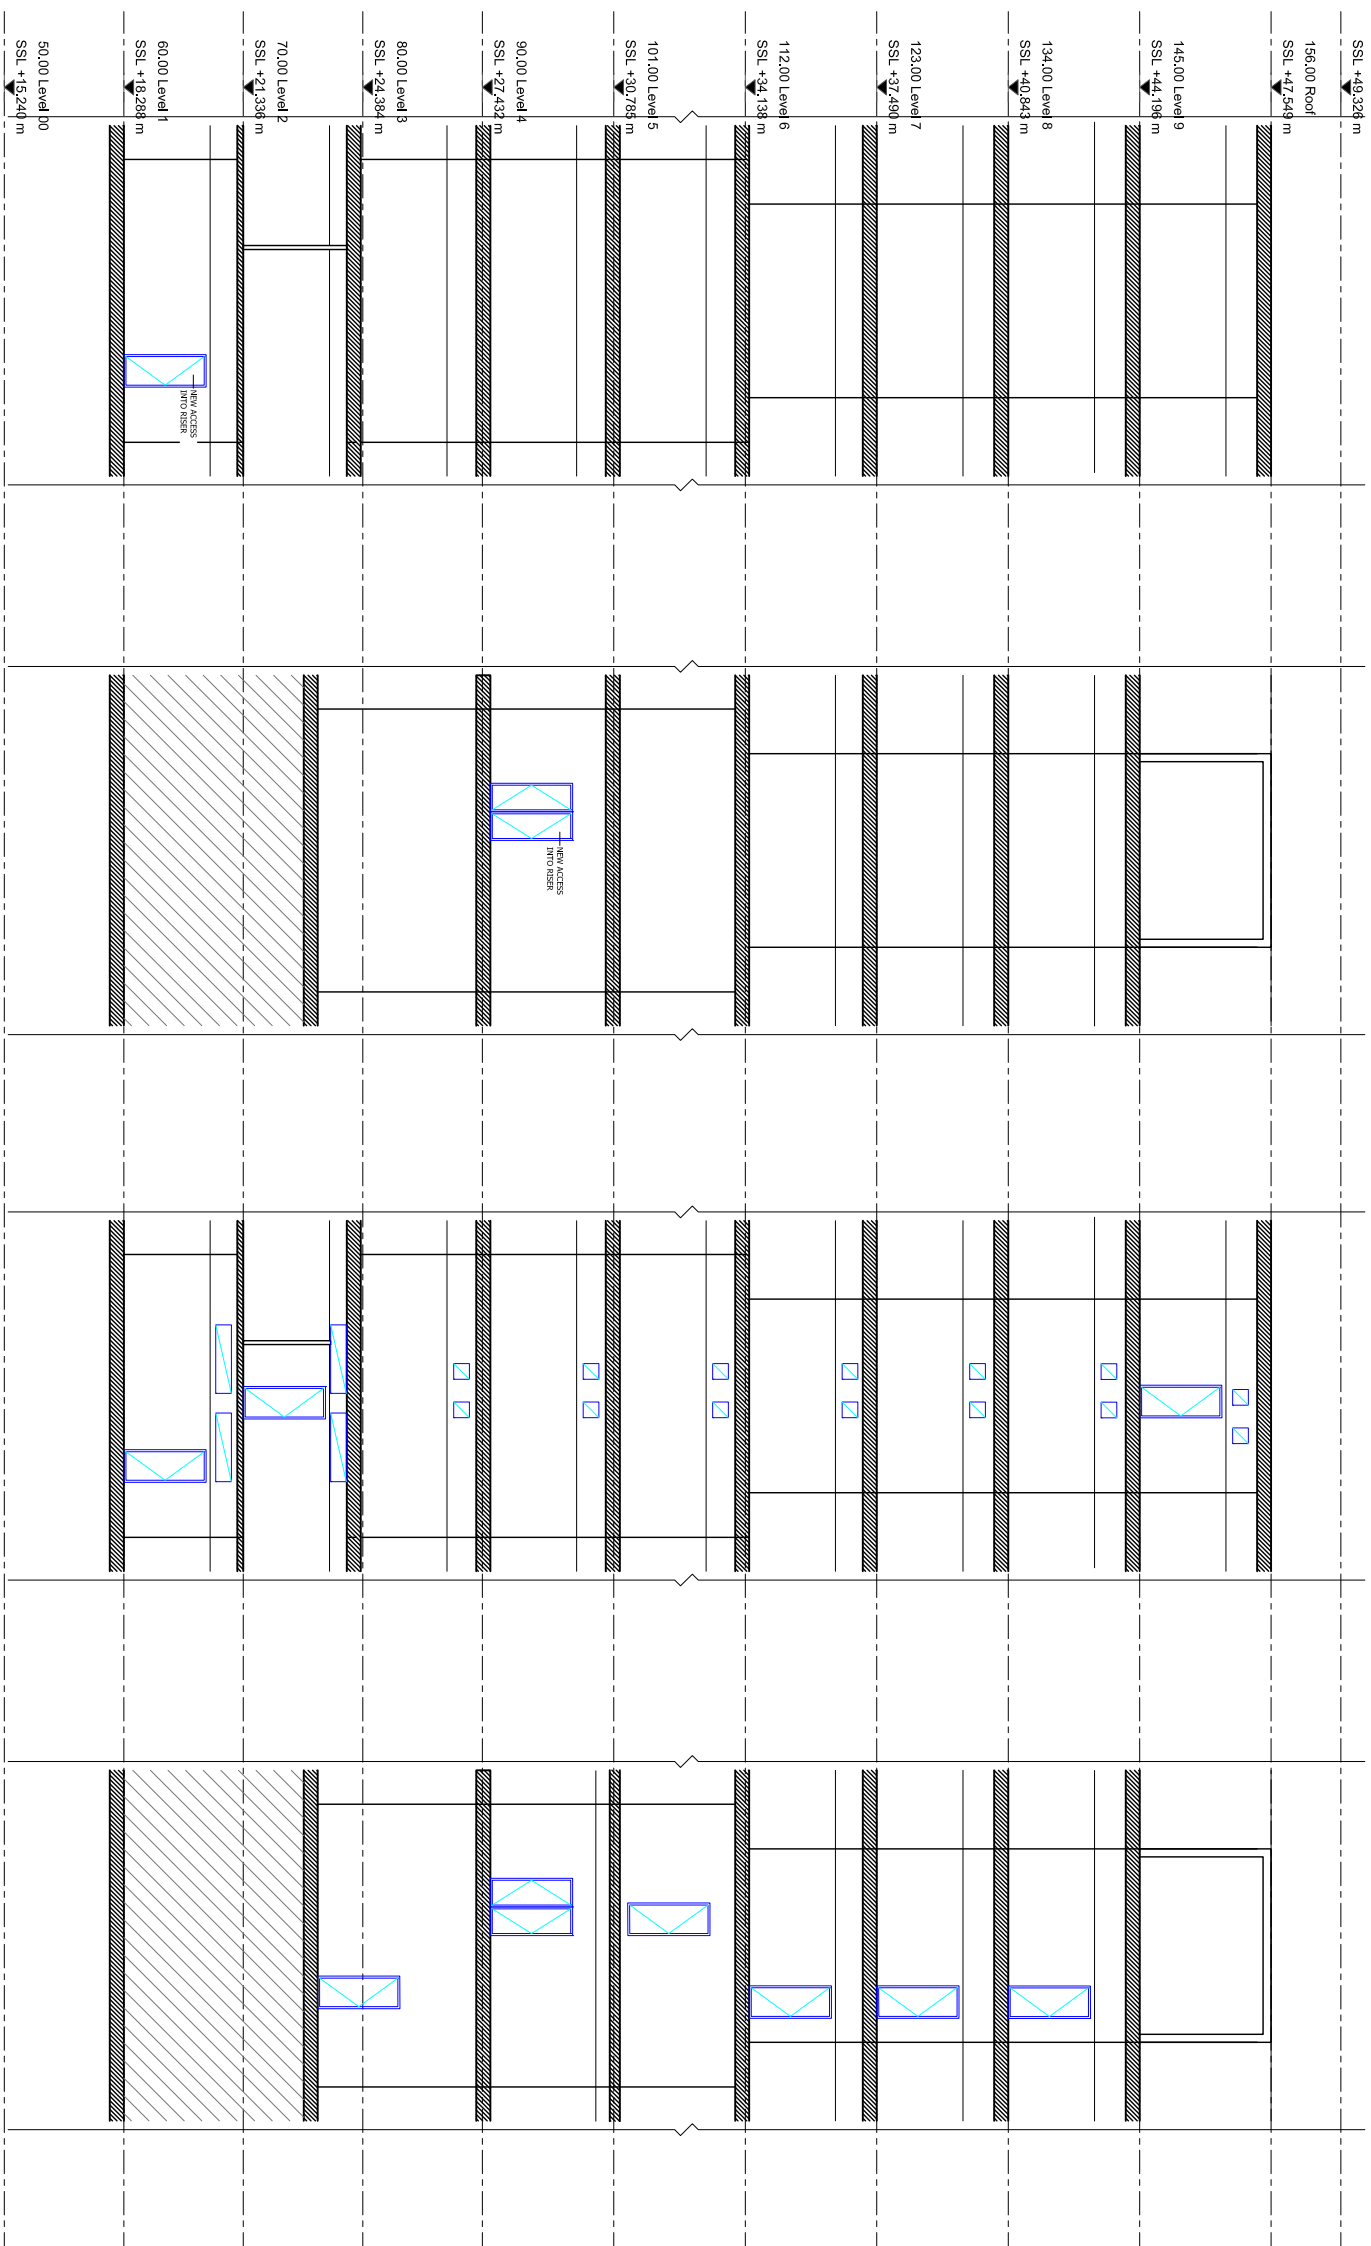 SSL +49.326 m
156.00 Roof
SSL +47.549 m
145.00 Level 9
SSL +44.196 m
134.00 Level 8
SSL +40.843 m
123.00 Level 7
SSL +37.490 m
112.00 Level 6
SSL +34.138 m
101.00 Level 5
SSL +30.785 m
90.00 Level 4
SSL +27.432 m
80.00 Level 3
SSL +24.384 m
70.00 Level 2
SSL +21.336 m
60.00 Level 1
SSL +18.288 m
50.00 Level 00
SSL +15.240 m
NEW ACCESS
INTO RISER
NEW ACCESS
INTO RISER